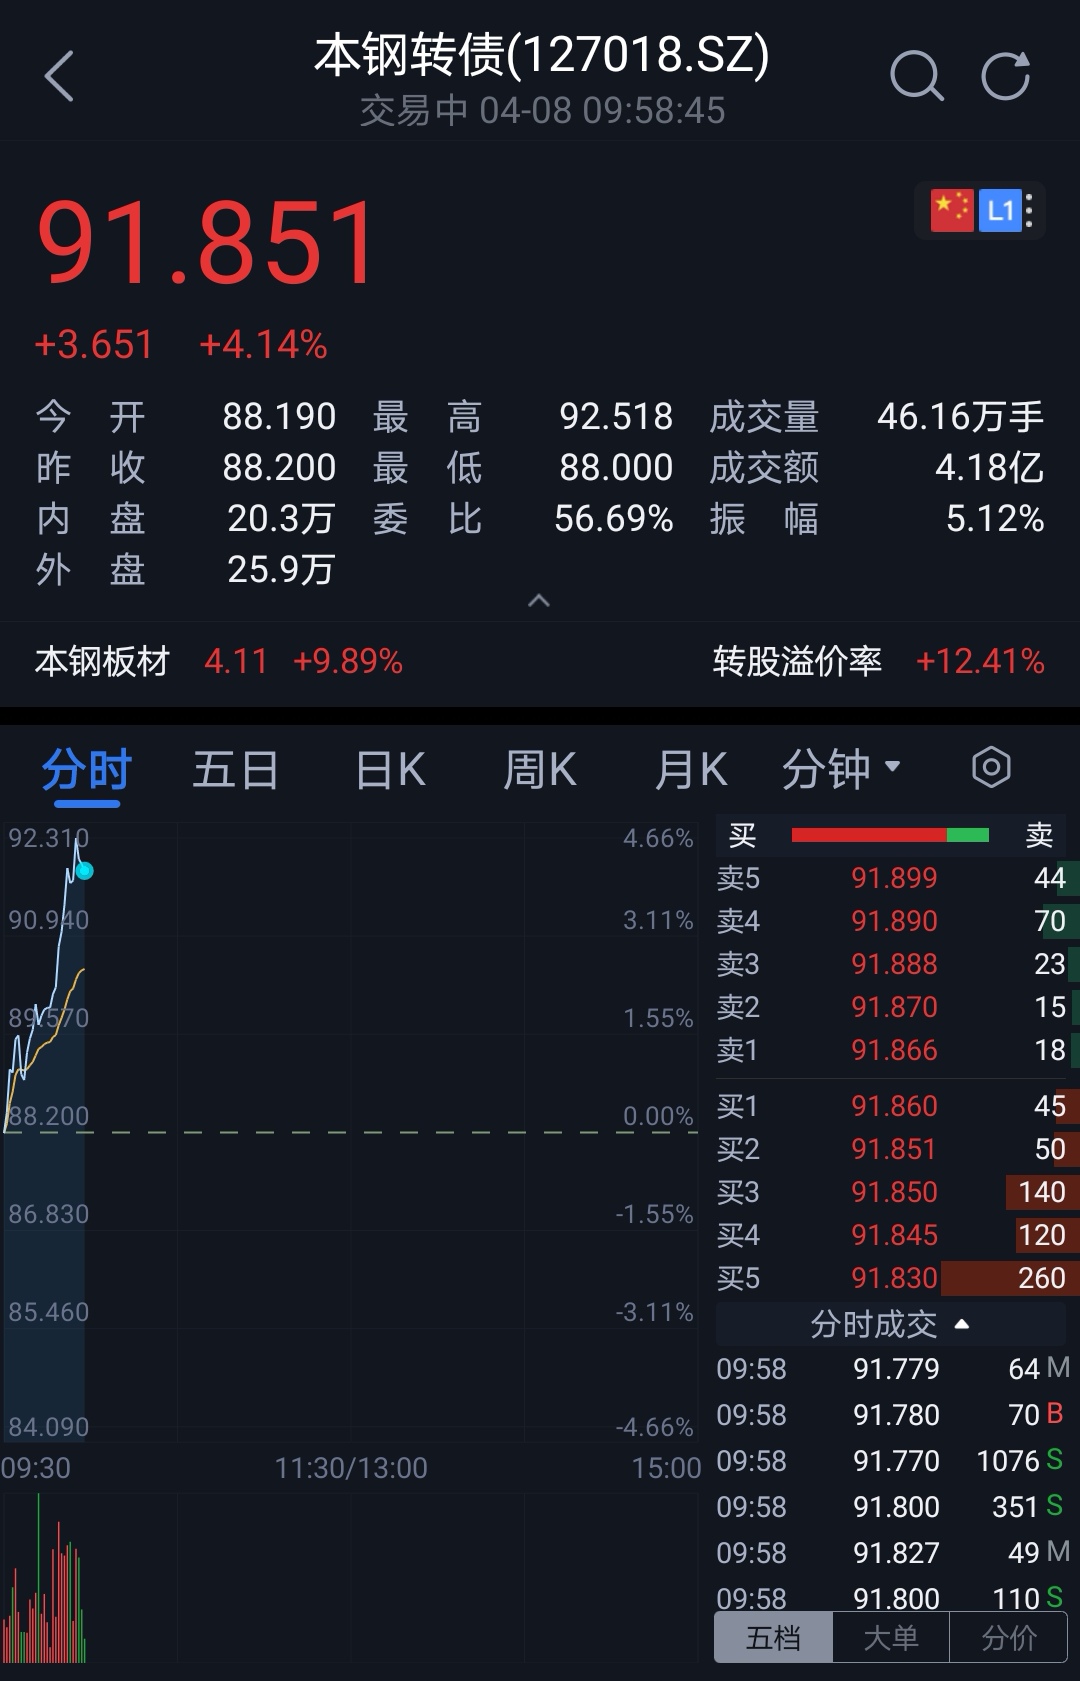 本钢转债(127018.SZ)
交易中 04-08 09:58:45
91.851
L1
+3.651 +4.14%
今开 88.190 最高 92.518 成交量 46.16万手
昨收 88.200 最低 88.000 成交额 4.18亿
内盘 20.3万 委比 56.69% 振幅 5.12%
外盘 25.9万
本钢板材 4.11 +9.89% 转股溢价率 +12.41%
分时 五日 日K 周K 月K 分钟
92.310 4.66%
90.940 3.11%
89.570 1.55%
88.200 0.00%
86.830 -1.55%
85.460 -3.11%
84.090 -4.66%
09:30 11:30/13:00 15:00
买 卖
卖5 91.899 44
卖4 91.890 70
卖3 91.888 23
卖2 91.870 15
卖1 91.866 18
买1 91.860 45
买2 91.851 50
买3 91.850 140
买4 91.845 120
买5 91.830 260
分时成交
09:58 91.779 64 M
09:58 91.780 70 B
09:58 91.770 1076 S
09:58 91.800 351 S
09:58 91.827 49 M
09:58 91.800 110 S
五档 大单 分价